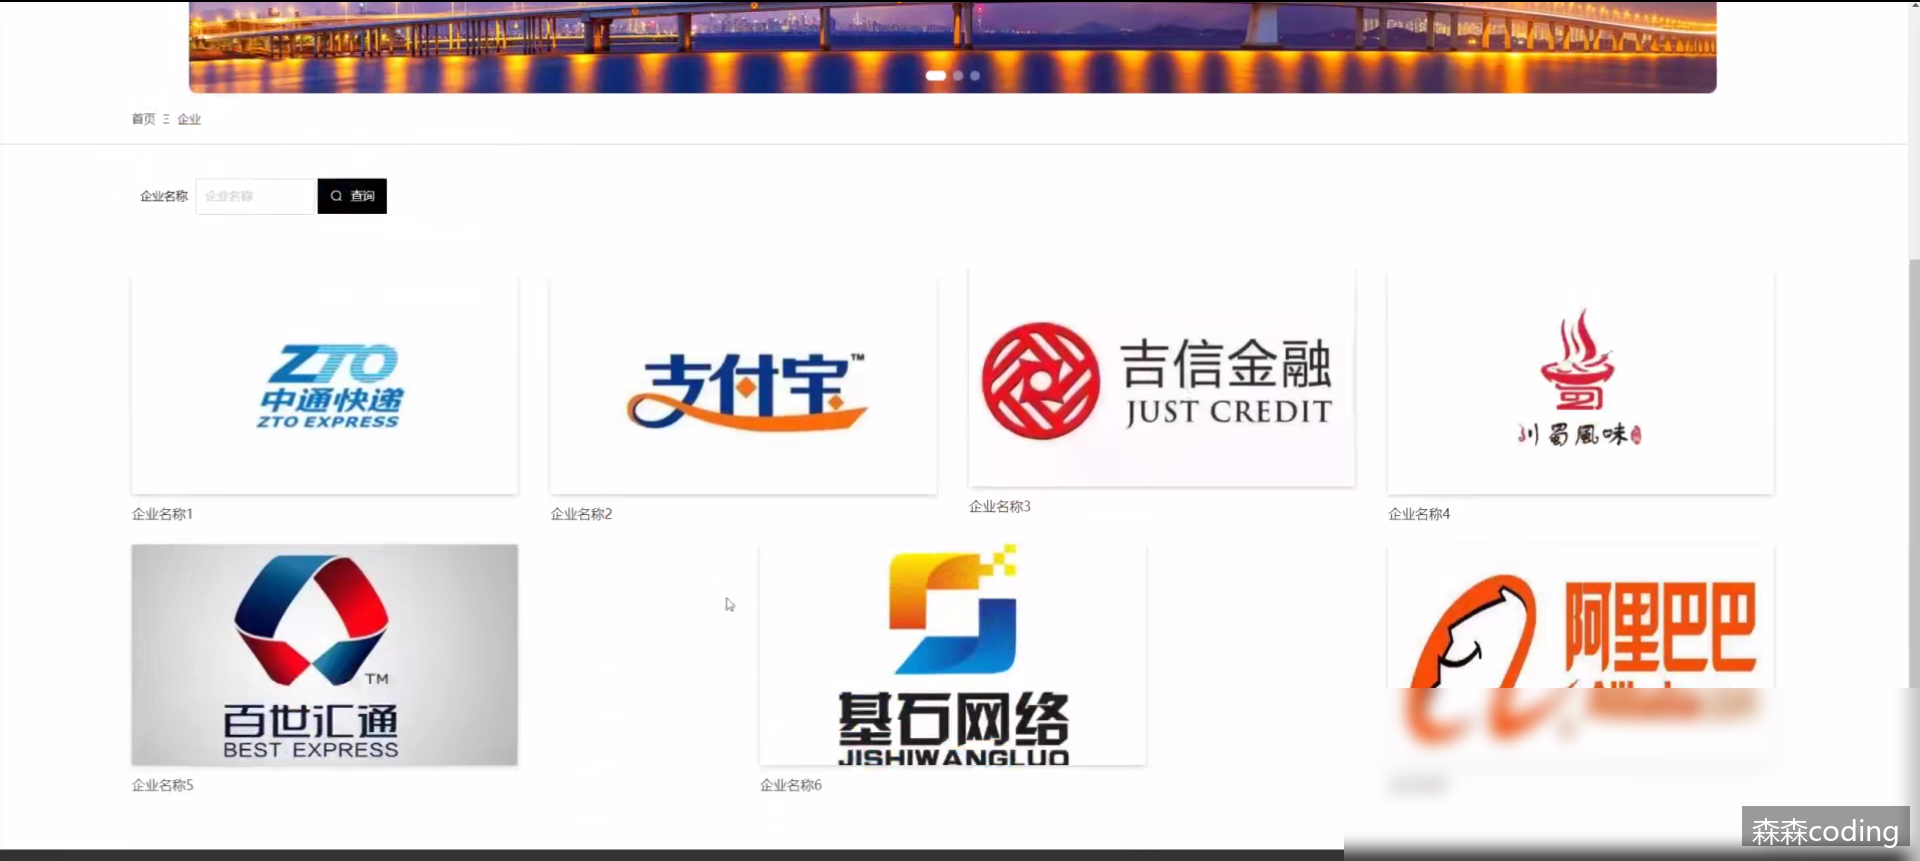 首页 企业
企业名称 企业名称 查询
ZTO
中通快递
ZTO EXPRESS
支付宝™
吉信金融
JUST CREDIT
川蜀風味
企业名称1
企业名称2
企业名称3
企业名称4
TM
百世汇通
BEST EXPRESS
基石网络
JISHIWANGLUO
阿里巴巴
企业名称5
企业名称6
森森coding